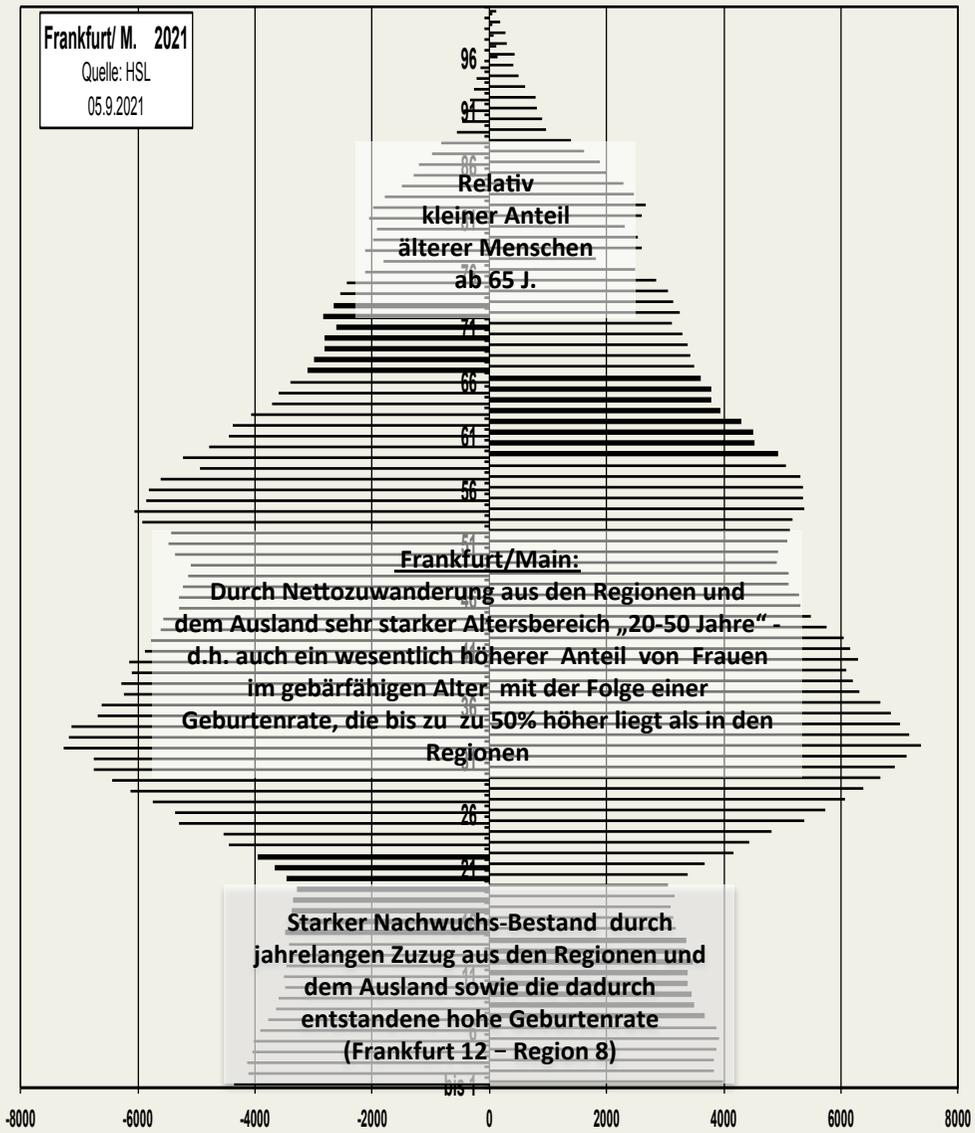 Frankfurt/ M. 2021
Quelle: HSL
05.9.2021
96
91
86
Relativ
kleiner Anteil
älterer Menschen
ab 65 J.
71
66
61
56
51
Frankfurt/Main:
Durch Nettozuwanderung aus den Regionen und
dem Ausland sehr starker Altersbereich „20-50 Jahre“ -
d.h. auch ein wesentlich höherer Anteil von Frauen
im gebärfähigen Alter mit der Folge einer
Geburtenrate, die bis zu zu 50% höher liegt als in den
Regionen
26
21
Starker Nachwuchs-Bestand durch
jahrelangen Zuzug aus den Regionen und
dem Ausland sowie die dadurch
entstandene hohe Geburtenrate
(Frankfurt 12 – Region 8)
bis 1
-8000 -6000 -4000 -2000 0 2000 4000 6000 8000